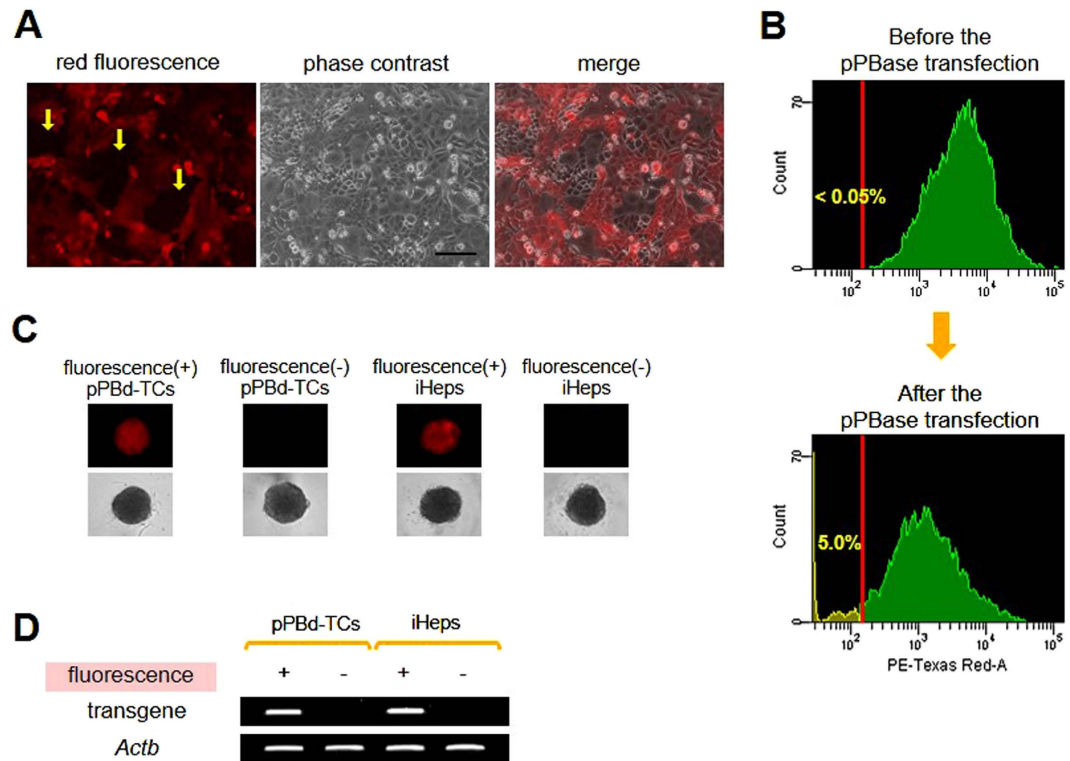 A
red fluorescence
phase contrast
merge
B
Before the
pPBase transfection
70
Count
< 0.05%
0
10²
10³
10⁴
10⁵
After the
pPBase transfection
70
Count
5.0%
0
10²
10³
10⁴
10⁵
PE-Texas Red-A
C
fluorescence(+)
pPBd-TCs
fluorescence(-)
pPBd-TCs
fluorescence(+)
iHeps
fluorescence(-)
iHeps
D
pPBd-TCs
iHeps
fluorescence + - + -
transgene
Actb